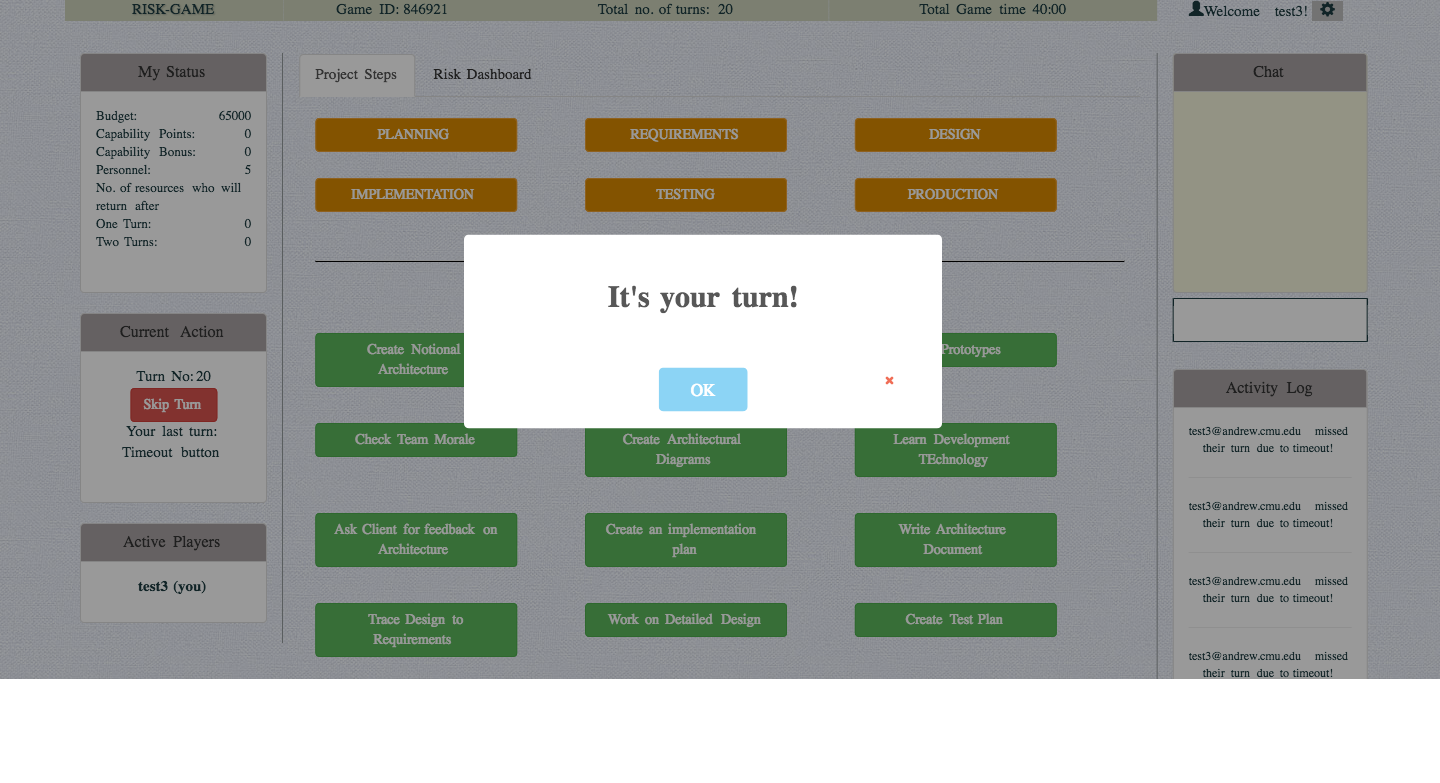 RISK-GAME
Game ID: 846921
Total no. of turns: 20
Total Game time 40:00
Welcome test3!
My Status
Budget: 65000
Capability Points: 0
Capability Bonus: 0
Personnel: 5
No. of resources who will
return after
One Turn: 0
Two Turns: 0
Current Action
Turn No: 20
Skip Turn
Your last turn:
Timeout button
Active Players
test3 (you)
Project Steps
Risk Dashboard
PLANNING
REQUIREMENTS
DESIGN
IMPLEMENTATION
TESTING
PRODUCTION
It's your turn!
OK
Create Notional
Architecture
Prototypes
Check Team Morale
Create Architectural
Diagrams
Learn Development
TEchnology
Ask Client for feedback on
Architecture
Create an implementation
plan
Write Architecture
Document
Trace Design to
Requirements
Work on Detailed Design
Create Test Plan
Chat
Activity Log
test3@andrew.cmu.edu missed
their turn due to timeout!
test3@andrew.cmu.edu missed
their turn due to timeout!
test3@andrew.cmu.edu missed
their turn due to timeout!
test3@andrew.cmu.edu missed
their turn due to timeout!